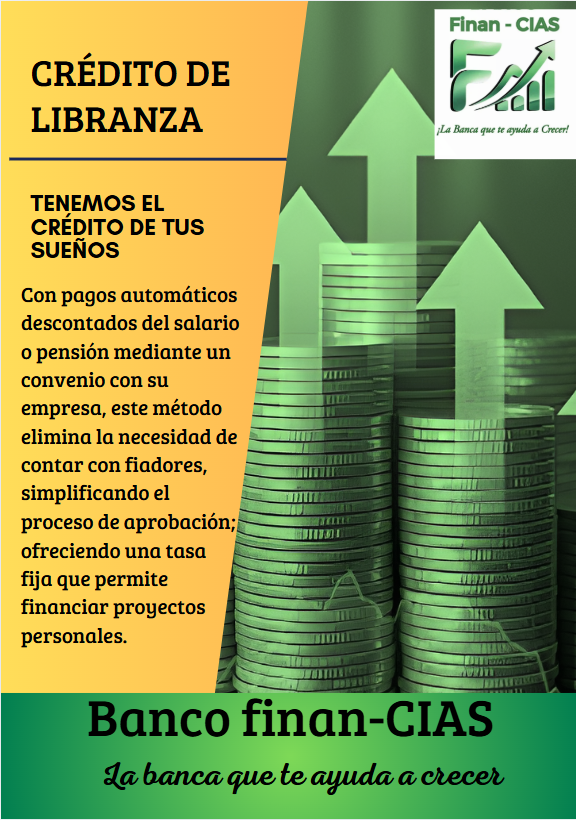 Finan - CIAS
¡La Banca que te ayuda a Crecer!
CRÉDITO DE
LIBRANZA
TENEMOS EL
CRÉDITO DE TUS
SUEÑOS
Con pagos automáticos
descontados del salario
o pensión mediante un
convenio con su
empresa, este método
elimina la necesidad de
contar con fiadores,
simplificando el
proceso de aprobación;
ofreciendo una tasa
fija que permite
financiar proyectos
personales.
Banco finan-CIAS
La banca que te ayuda a crecer